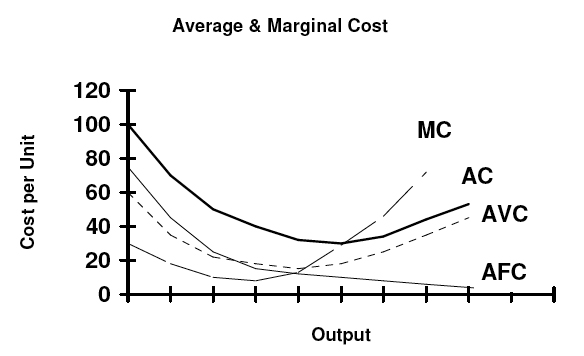 Average & Marginal Cost
120
100
80
60
40
20
0
Cost per Unit
MC
AC
AVC
AFC
Output